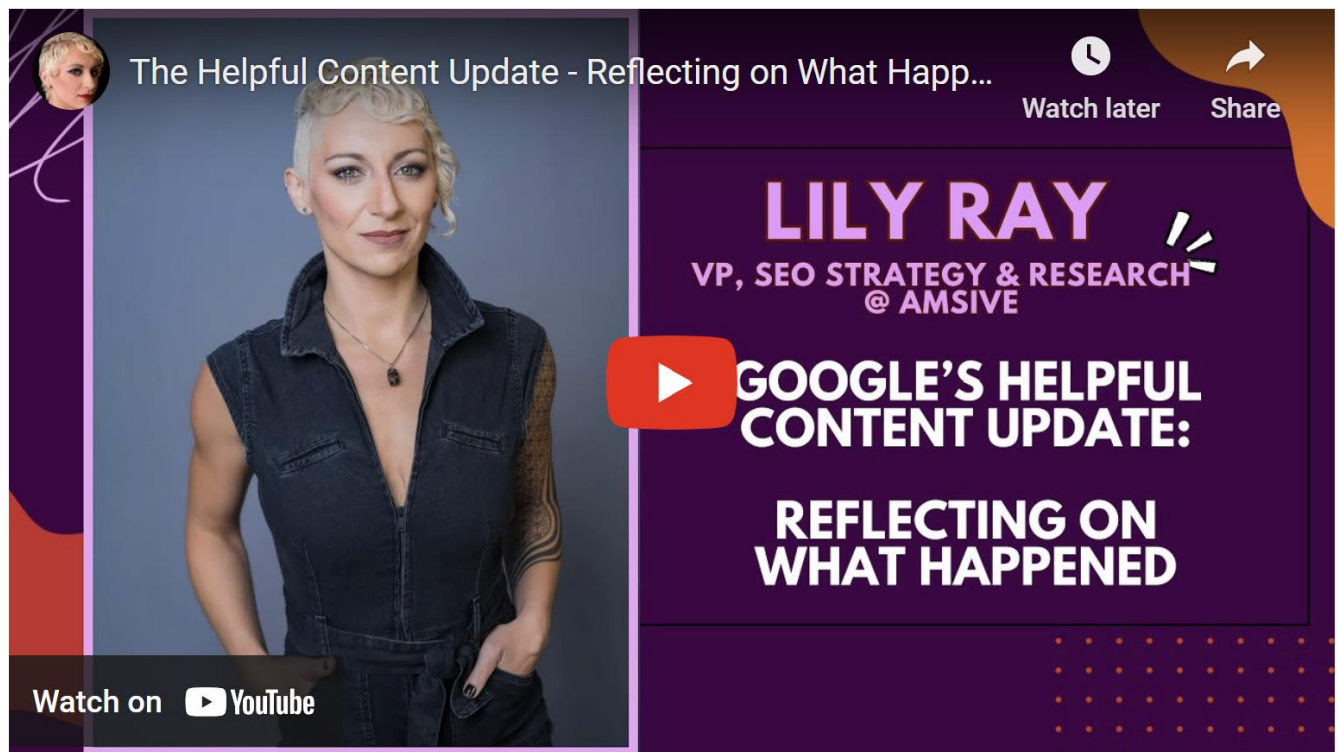 The Helpful Content Update - Reflecting on What Happ...
Watch later
Share
LILY RAY
VP, SEO STRATEGY & RESEARCH
@ AMSIVE
GOOGLE'S HELPFUL
CONTENT UPDATE:
REFLECTING ON
WHAT HAPPENED
Watch on YouTube